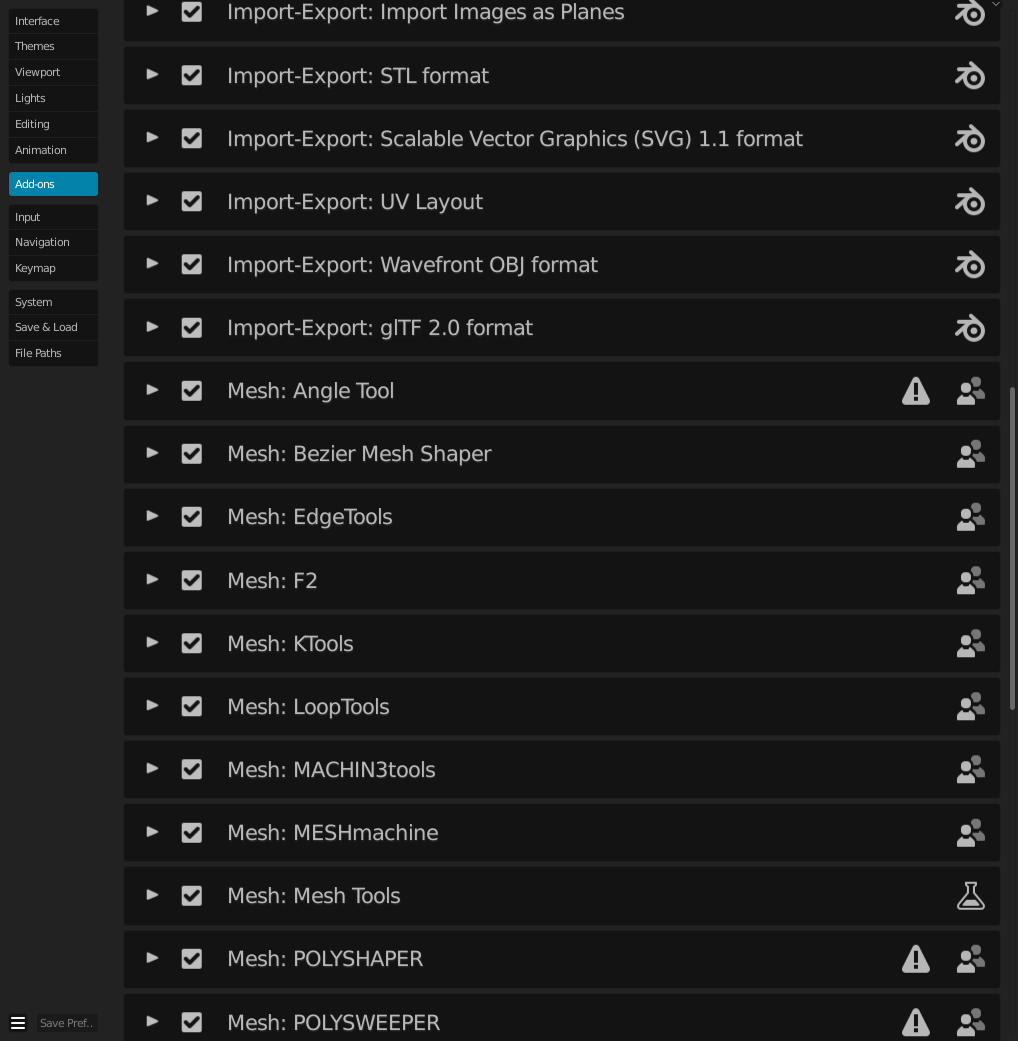 Interface
Themes
Viewport
Lights
Editing
Animation
Add-ons
Input
Navigation
Keymap
System
Save & Load
File Paths
Save Pref..
Import-Export: Import Images as Planes
Import-Export: STL format
Import-Export: Scalable Vector Graphics (SVG) 1.1 format
Import-Export: UV Layout
Import-Export: Wavefront OBJ format
Import-Export: glTF 2.0 format
Mesh: Angle Tool
Mesh: Bezier Mesh Shaper
Mesh: EdgeTools
Mesh: F2
Mesh: KTools
Mesh: LoopTools
Mesh: MACHIN3tools
Mesh: MESHmachine
Mesh: Mesh Tools
Mesh: POLYSHAPER
Mesh: POLYSWEEPER